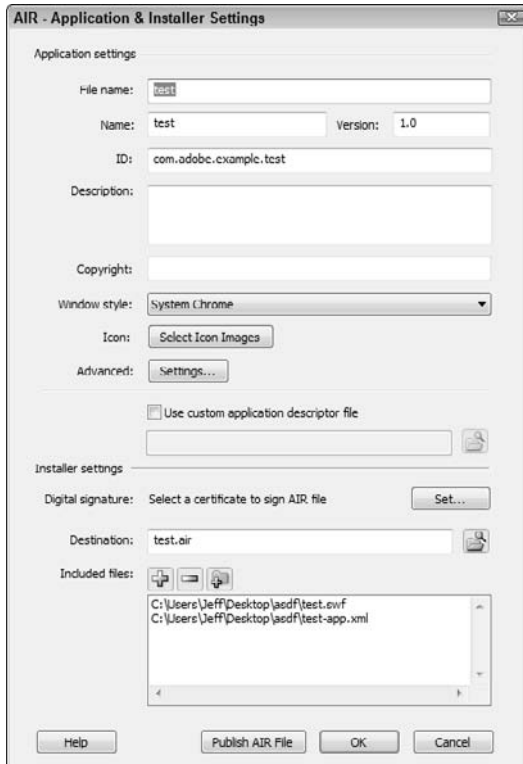 AIR - Application & Installer Settings
Application settings
File name: test
Name: test Version: 1.0
ID: com.adobe.example.test
Description:
Copyright:
Window style: System Chrome
Icon: Select Icon Images
Advanced: Settings...
Use custom application descriptor file
Installer settings
Digital signature: Select a certificate to sign AIR file Set...
Destination: test.air
Included files:
C:\Users\Jeff\Desktop\asdf\test.swf
C:\Users\Jeff\Desktop\asdf\test-app.xml
Help Publish AIR File OK Cancel